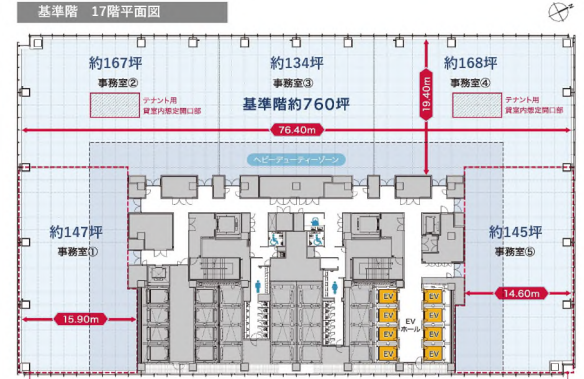 基準階 17階平面図
約167坪
事務室②
テナント用
貸室内想定開口部
約134坪
事務室③
基準階約760坪
約168坪
事務室④
テナント用
貸室内想定開口部
19.40m
76.40m
ヘビーデューティーゾーン
約147坪
事務室①
約145坪
事務室⑤
15.90m
14.60m
EV
EV
EV
EV
EV
ホール
EV
EV
EV
EV